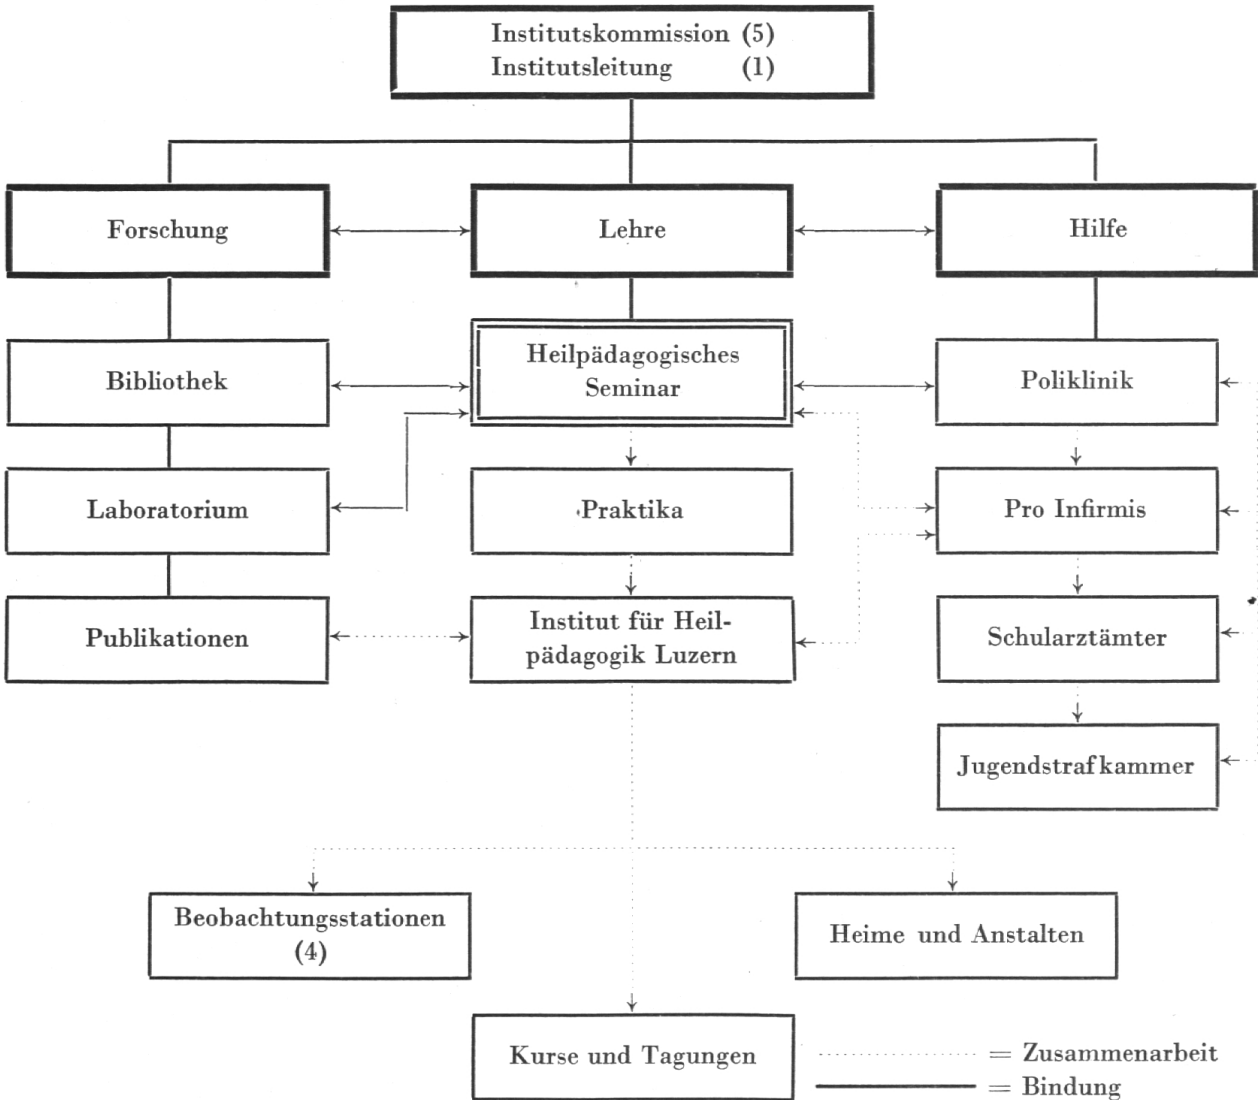 Institutskommission (5)
Institutsleitung (1)
Forschung
Lehre
Hilfe
Bibliothek
Heilpädagogisches
Seminar
Poliklinik
Laboratorium
Praktika
Pro Infirmis
Publikationen
Institut für Heil-
pädagogik Luzern
Schularztämter
Jugendstrafkammer
Beobachtungsstationen
(4)
Heime und Anstalten
Kurse und Tagungen
= Zusammenarbeit
= Bindung